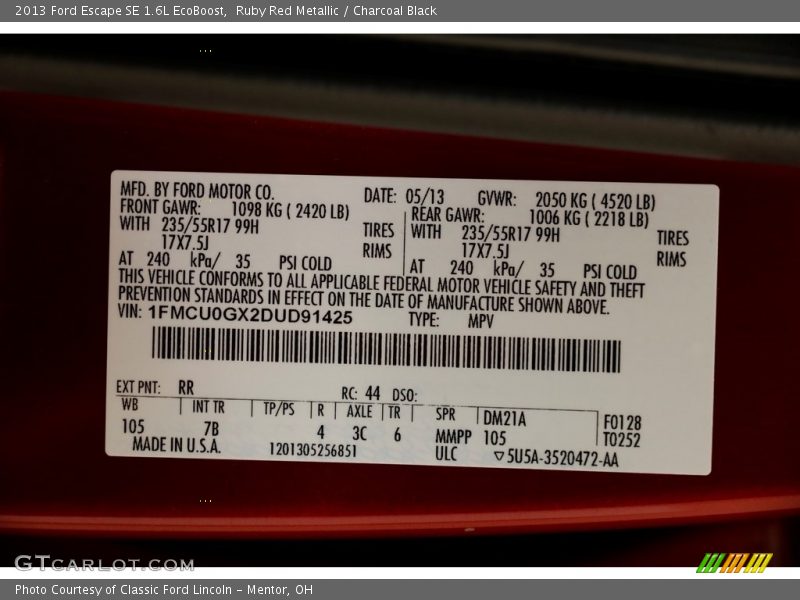 2013 Ford Escape SE 1.6L EcoBoost, Ruby Red Metallic / Charcoal Black
MFD. BY FORD MOTOR CO.
DATE: 05/13 GVWR: 2050 KG ( 4520 LB)
FRONT GAWR: 1098 KG ( 2420 LB)
WITH 235/55R17 99H TIRES
17X7.5J RIMS
AT 240 kPa/ 35 PSI COLD
REAR GAWR: 1006 KG ( 2218 LB)
WITH 235/55R17 99H TIRES
17X7.5J RIMS
AT 240 kPa/ 35 PSI COLD
THIS VEHICLE CONFORMS TO ALL APPLICABLE FEDERAL MOTOR VEHICLE SAFETY AND THEFT
PREVENTION STANDARDS IN EFFECT ON THE DATE OF MANUFACTURE SHOWN ABOVE.
VIN: 1FMCU0GX2DUD91425 TYPE: MPV
EXT PNT: RR RC: 44 DSO:
WB INT TR TP/PS R AXLE TR SPR DM21A F0128
105 7B 4 3C 6 MMPP 105 T0252
MADE IN U.S.A. 1201305256851 ULC ▽5U5A-3520472-AA
GTCARLOT.COM
Photo Courtesy of Classic Ford Lincoln – Mentor, OH